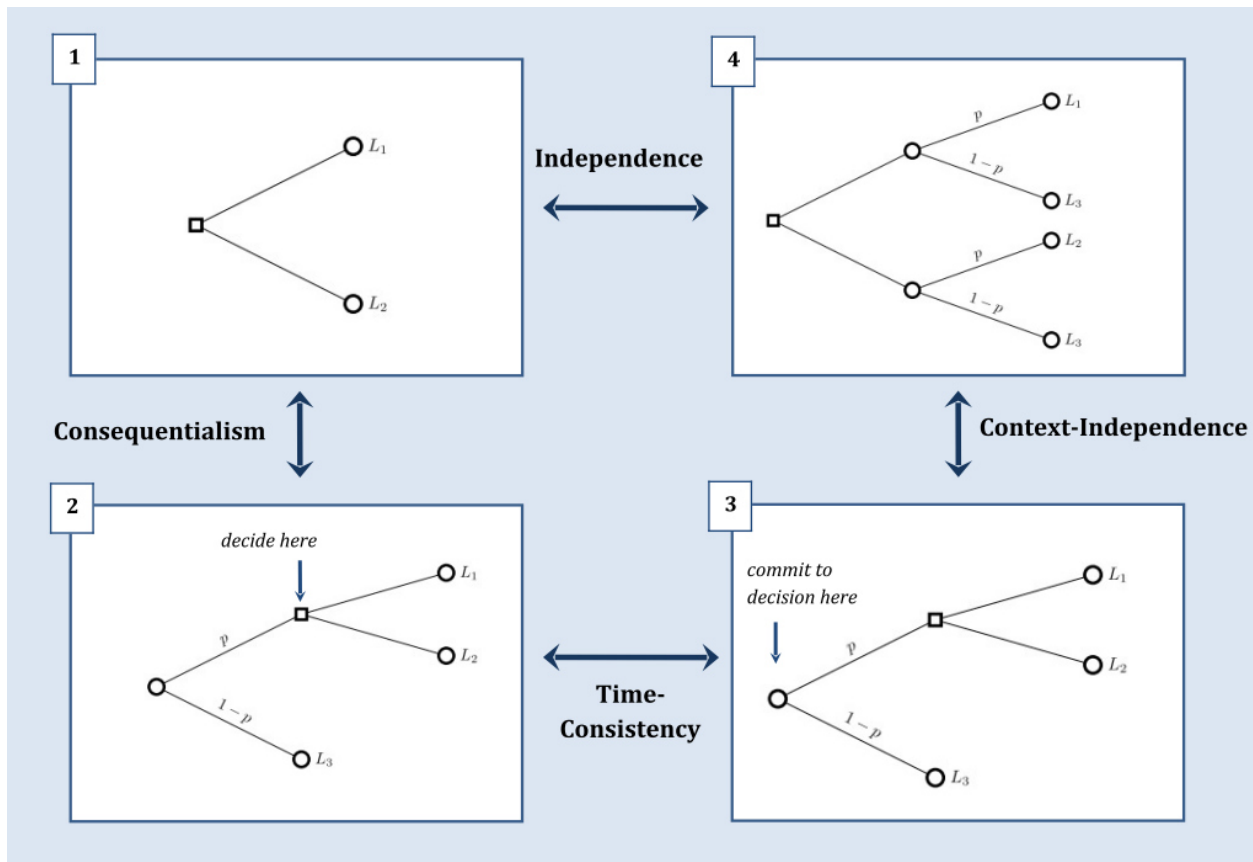 1
L₁
L₂
Independence
4
p
L₁
1 − p
L₃
p
L₂
1 − p
L₃
Consequentialism
Context-Independence
2
decide here
L₁
p
L₂
1 − p
L₃
Time-
Consistency
3
commit to
decision here
L₁
p
L₂
1 − p
L₃